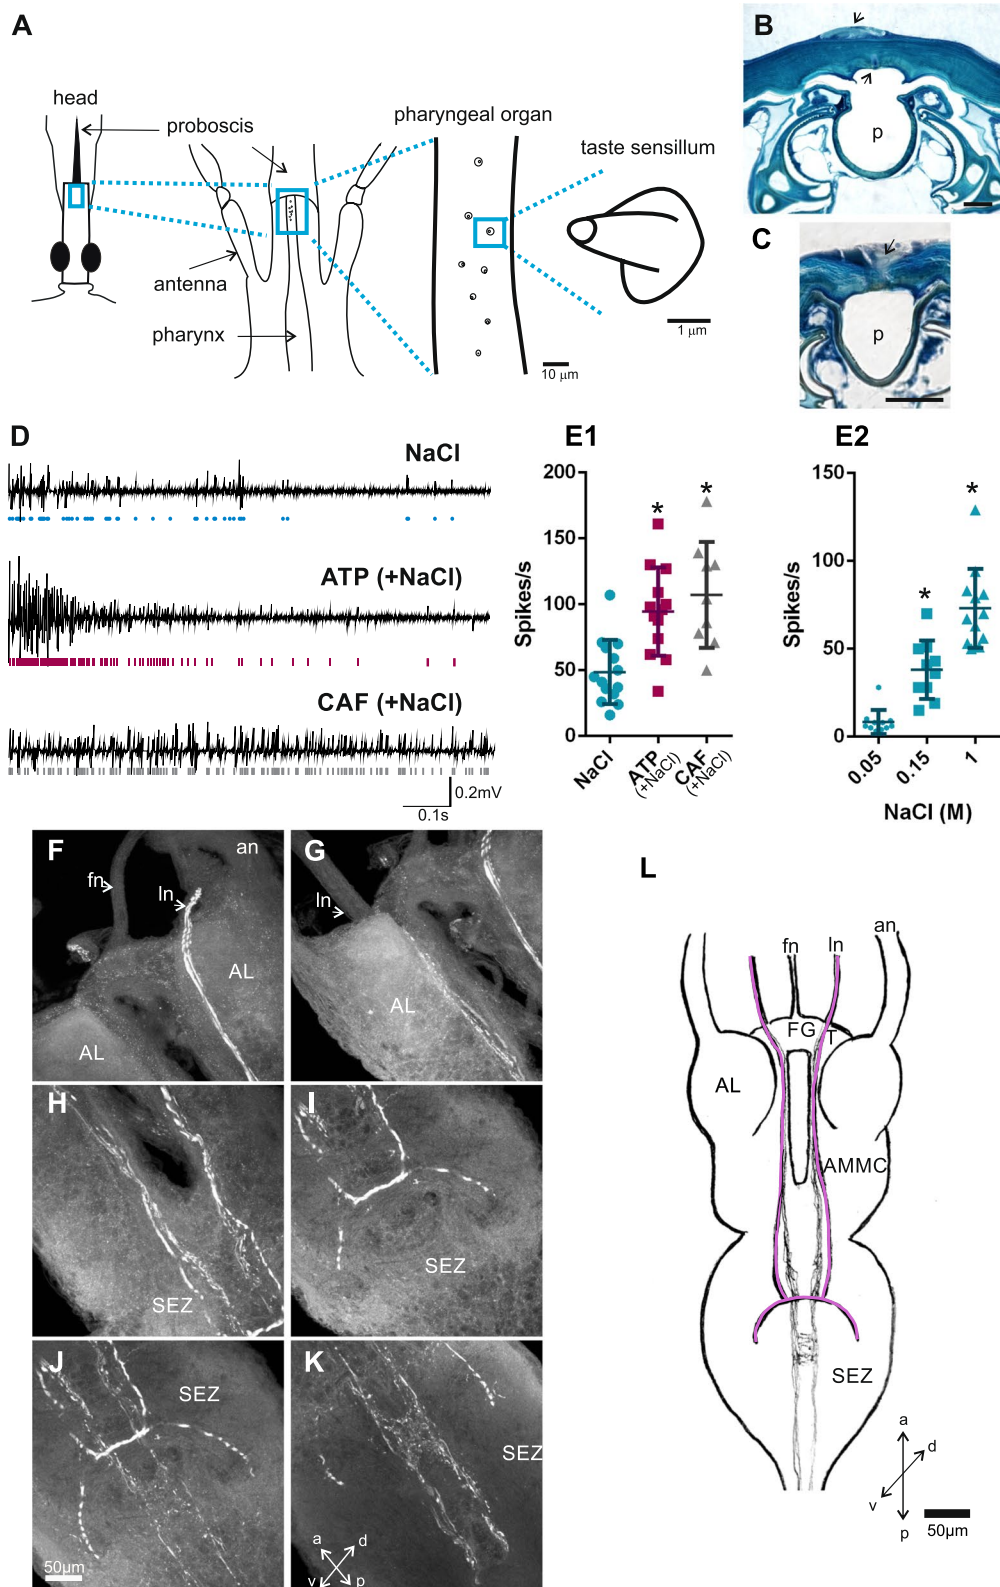 A
head
proboscis
pharyngeal organ
taste sensillum
antenna
pharynx
10 μm
1 μm
B
p
C
p
D
NaCl
ATP (+NaCl)
CAF (+NaCl)
0.2mV
0.1s
E1
Spikes/s
200
150
100
50
0
*
*
NaCl
ATP
(+NaCl)
CAF
(+NaCl)
E2
Spikes/s
150
100
50
0
*
*
0.05
0.15
1
NaCl (M)
F
an
fn
ln
AL
AL
G
ln
AL
H
SEZ
I
SEZ
J
SEZ
50μm
K
SEZ
a
d
v
p
L
fn
ln
an
FG
T
AL
AMMC
SEZ
a
d
v
p
50μm